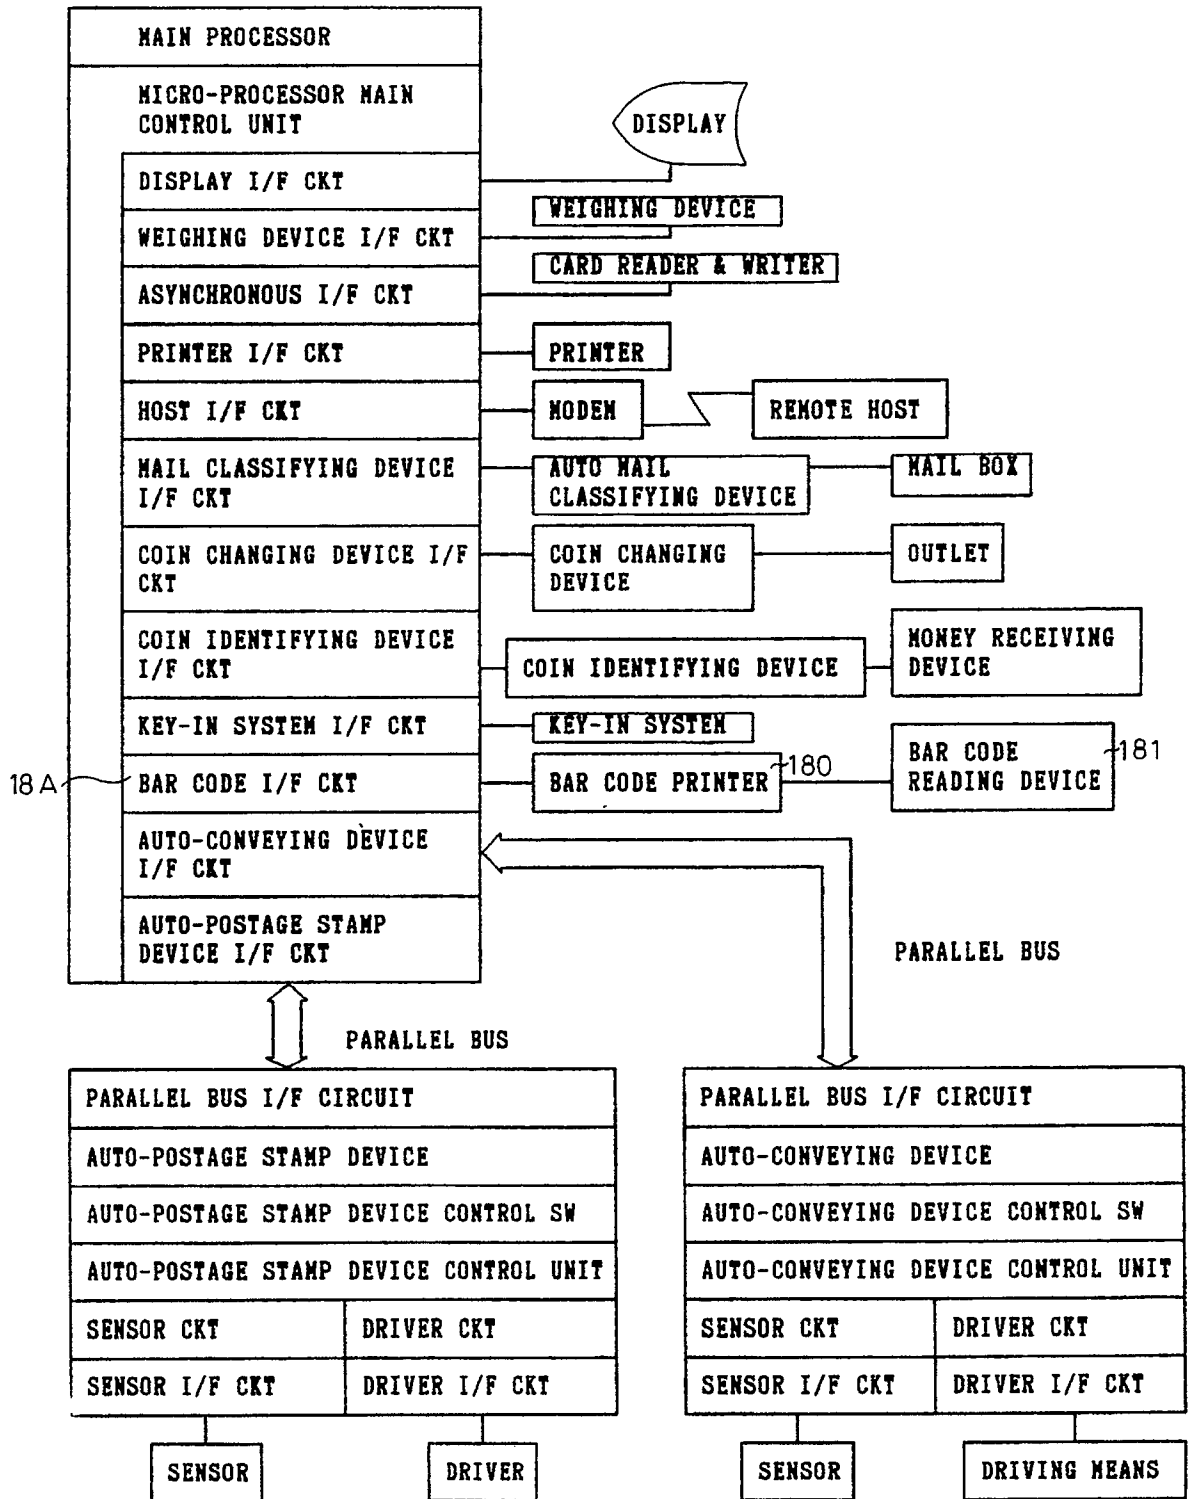 MAIN PROCESSOR
MICRO-PROCESSOR MAIN
CONTROL UNIT
DISPLAY
DISPLAY I/F CKT
WEIGHING DEVICE
WEIGHING DEVICE I/F CKT
CARD READER & WRITER
ASYNCHRONOUS I/F CKT
PRINTER I/F CKT
PRINTER
HOST I/F CKT
MODEM
REMOTE HOST
MAIL CLASSIFYING DEVICE
I/F CKT
AUTO MAIL
CLASSIFYING DEVICE
MAIL BOX
COIN CHANGING DEVICE I/F
CKT
COIN CHANGING
DEVICE
OUTLET
COIN IDENTIFYING DEVICE
I/F CKT
COIN IDENTIFYING DEVICE
MONEY RECEIVING
DEVICE
KEY-IN SYSTEM I/F CKT
KEY-IN SYSTEM
18A
BAR CODE I/F CKT
BAR CODE PRINTER
180
BAR CODE
READING DEVICE
181
AUTO-CONVEYING DEVICE
I/F CKT
AUTO-POSTAGE STAMP
DEVICE I/F CKT
PARALLEL BUS
PARALLEL BUS
PARALLEL BUS I/F CIRCUIT
AUTO-POSTAGE STAMP DEVICE
AUTO-POSTAGE STAMP DEVICE CONTROL SW
AUTO-POSTAGE STAMP DEVICE CONTROL UNIT
SENSOR CKT
DRIVER CKT
SENSOR I/F CKT
DRIVER I/F CKT
SENSOR
DRIVER
PARALLEL BUS I/F CIRCUIT
AUTO-CONVEYING DEVICE
AUTO-CONVEYING DEVICE CONTROL SW
AUTO-CONVEYING DEVICE CONTROL UNIT
SENSOR CKT
DRIVER CKT
SENSOR I/F CKT
DRIVER I/F CKT
SENSOR
DRIVING MEANS